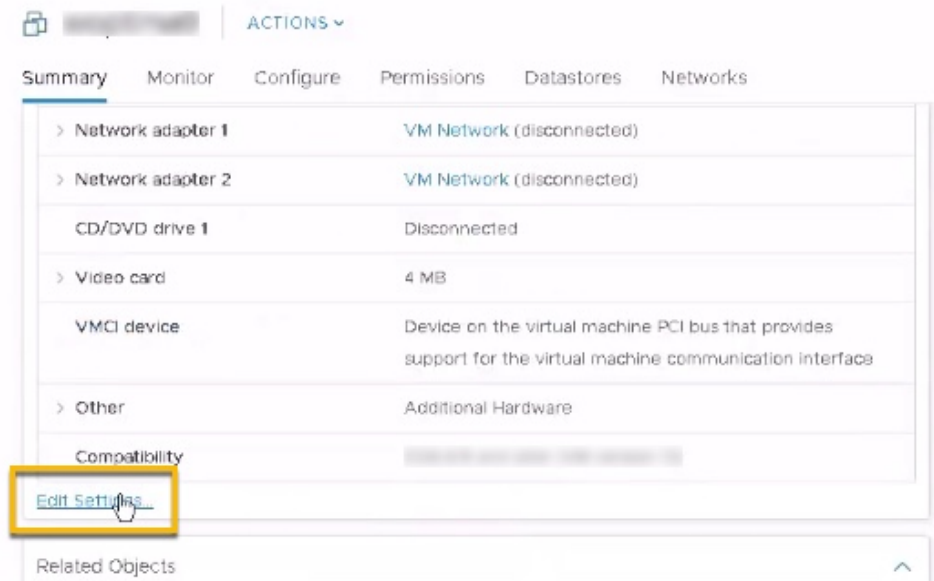 ACTIONS
Summary Monitor Configure Permissions Datastores Networks
Network adapter 1 VM Network (disconnected)
Network adapter 2 VM Network (disconnected)
CD/DVD drive 1 Disconnected
Video card 4 MB
VMCI device Device on the virtual machine PCI bus that provides
support for the virtual machine communication interface
Other Additional Hardware
Compatibility
Edit Settings...
Related Objects